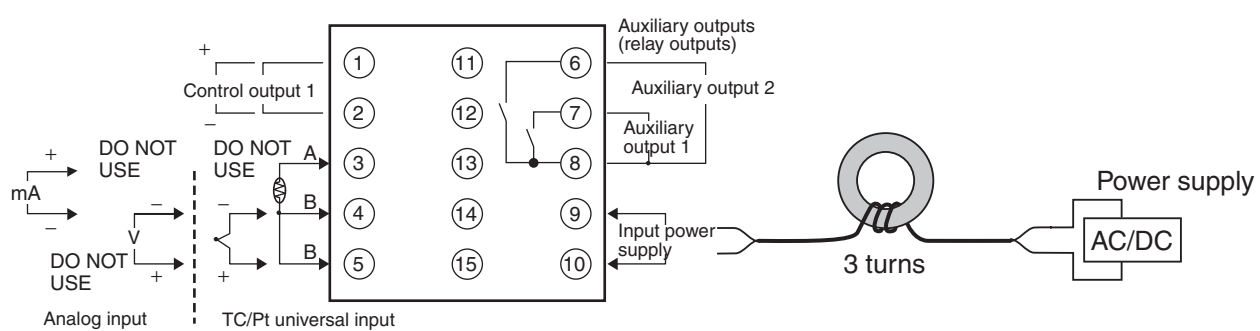 Auxiliary outputs
(relay outputs)
+
1
11
6
Control output 1
Auxiliary output 2
2
12
7
−
Auxiliary
output 1
DO NOT
USE
DO NOT
USE
A
3
13
8
+
mA
−
−
−
B
4
14
9
V
Input power
supply
DO NOT
USE
+
+
B
5
15
10
Analog input
TC/Pt universal input
3 turns
Power supply
AC/DC